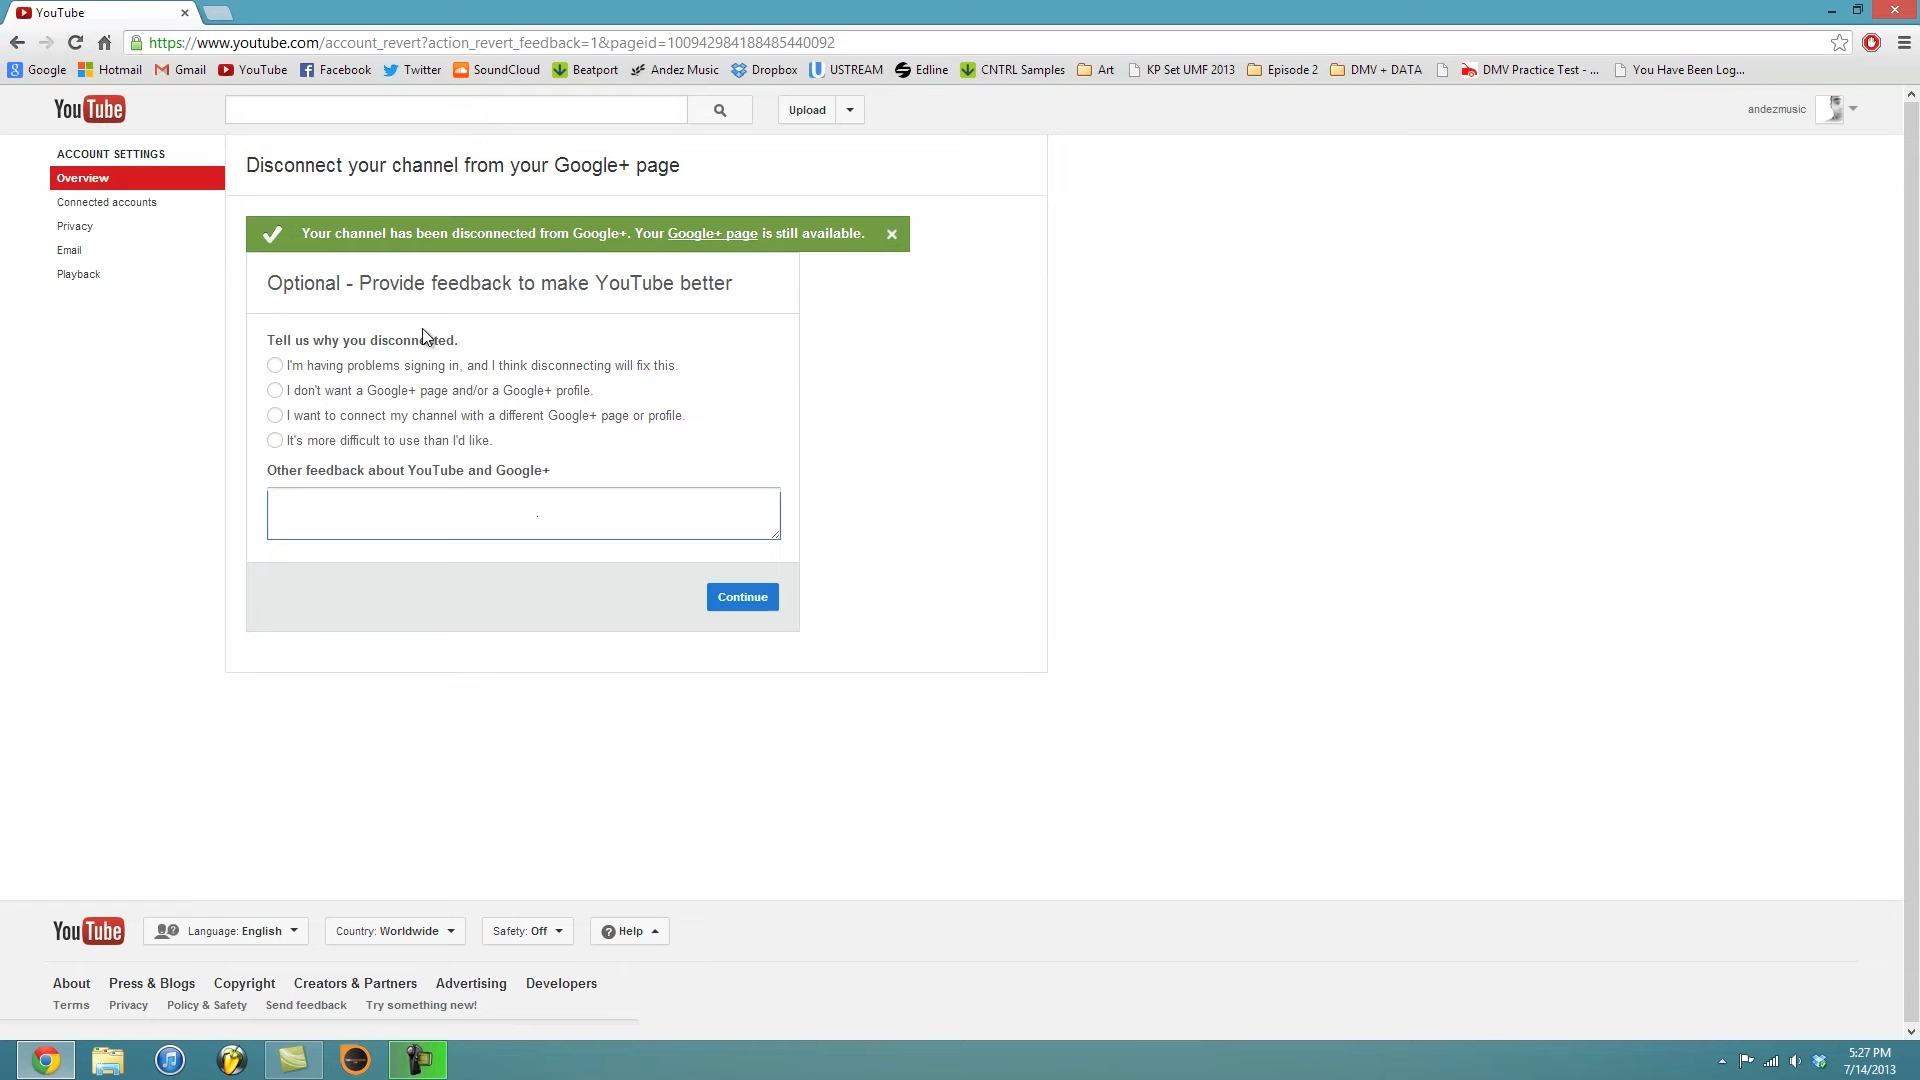 YouTube
https://www.youtube.com/account_revert?action_revert_feedback=1&pageid=100942984188485440092
Google Hotmail Gmail YouTube Facebook Twitter SoundCloud Beatport Andez Music Dropbox USTREAM Edline CNTRL Samples Art KP Set UMF 2013 Episode 2 DMV + DATA DMV Practice Test - ... You Have Been Log...
YouTube Upload andezmusic
ACCOUNT SETTINGS
Overview
Connected accounts
Privacy
Email
Playback
Disconnect your channel from your Google+ page
Your channel has been disconnected from Google+. Your Google+ page is still available.
Optional - Provide feedback to make YouTube better
Tell us why you disconnected.
I'm having problems signing in, and I think disconnecting will fix this.
I don't want a Google+ page and/or a Google+ profile.
I want to connect my channel with a different Google+ page or profile.
It's more difficult to use than I'd like.
Other feedback about YouTube and Google+
Continue
YouTube Language: English Country: Worldwide Safety: Off Help
About Press & Blogs Copyright Creators & Partners Advertising Developers
Terms Privacy Policy & Safety Send feedback Try something new!
5:27 PM
7/14/2013